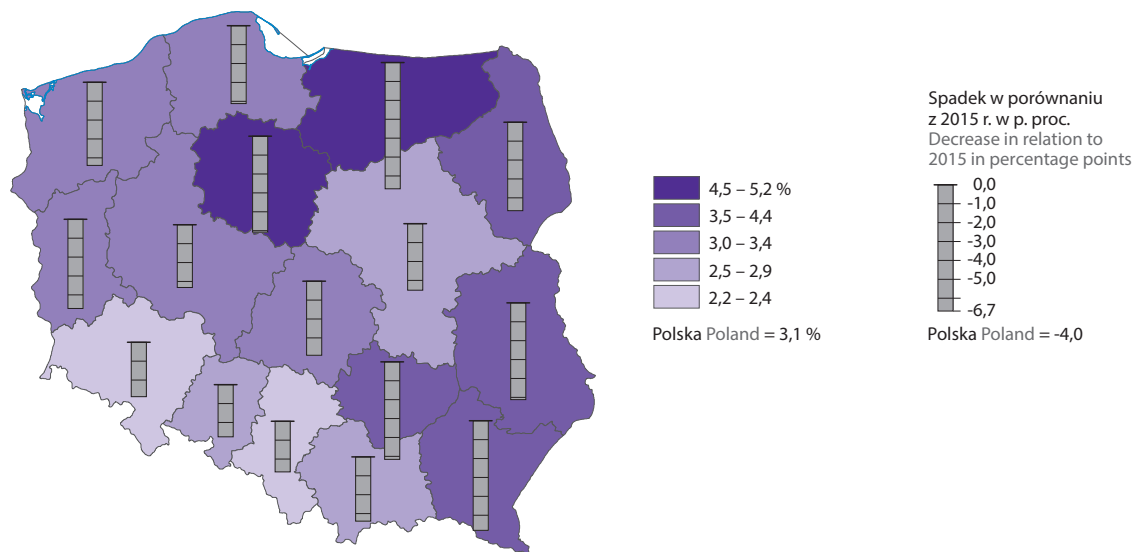 4,5 – 5,2 %
3,5 – 4,4
3,0 – 3,4
2,5 – 2,9
2,2 – 2,4
Polska Poland = 3,1 %
Spadek w porównaniu
z 2015 r. w p. proc.
Decrease in relation to
2015 in percentage points
0,0
-1,0
-2,0
-3,0
-4,0
-5,0
-6,7
Polska Poland = -4,0